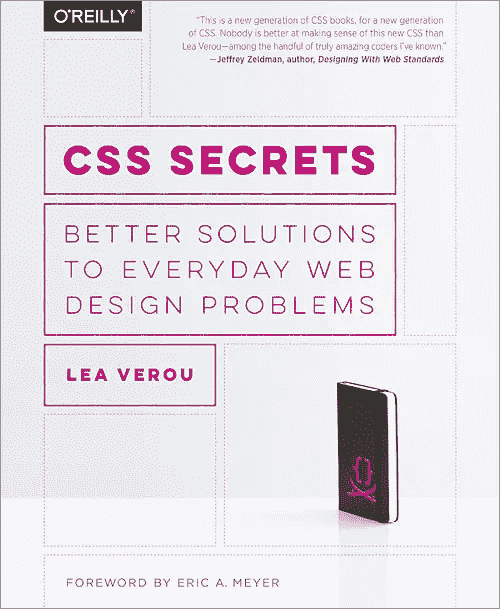 O'REILLY®
“This is a new generation of CSS books, for a new generation
of CSS. Nobody is better at making sense of this new CSS than
Lea Verou—among the handful of truly amazing coders I've known.”
—Jeffrey Zeldman, author, Designing With Web Standards
CSS SECRETS
BETTER SOLUTIONS
TO EVERYDAY WEB
DESIGN PROBLEMS
LEA VEROU
{}
FOREWORD BY ERIC A. MEYER